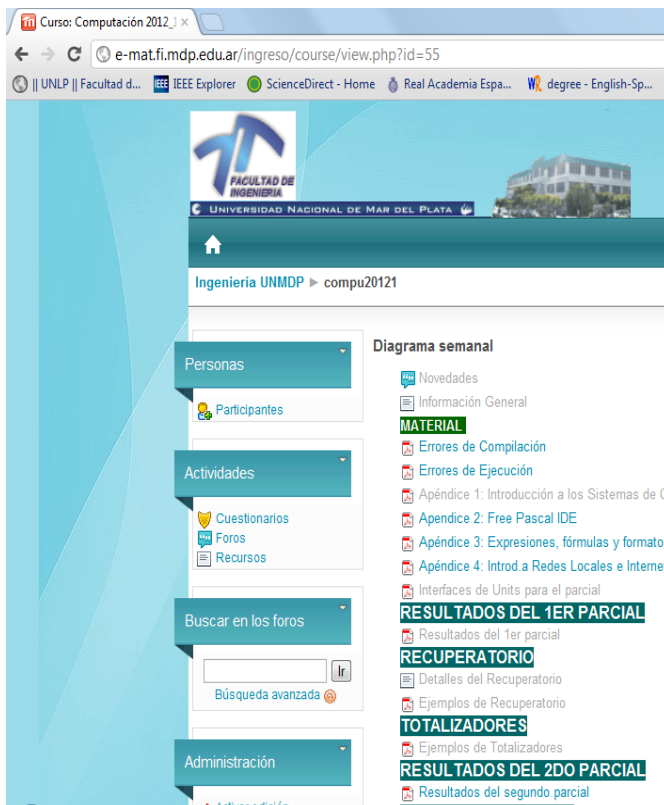 Curso: Computación 2012_1
e-mat.fi.mdp.edu.ar/ingreso/course/view.php?id=55
|| UNLP || Facultad d... IEEE IEEE Explorer ScienceDirect - Home Real Academia Espa... WR degree - English-Sp...
FACULTAD DE
INGENIERIA
UNIVERSIDAD NACIONAL DE MAR DEL PLATA
Ingeniería UNMDP ► compu20121
Personas
Participantes
Actividades
Cuestionarios
Foros
Recursos
Buscar en los foros
Ir
Búsqueda avanzada
Administración
Activar edición
Diagrama semanal
Novedades
Información General
MATERIAL
Errores de Compilación
Errores de Ejecución
Apéndice 1: Introducción a los Sistemas de
Apendice 2: Free Pascal IDE
Apéndice 3: Expresiones, fórmulas y formato
Apéndice 4: Introd.a Redes Locales e Interne
Interfaces de Units para el parcial
RESULTADOS DEL 1ER PARCIAL
Resultados del 1er parcial
RECUPERATORIO
Detalles del Recuperatorio
Ejemplos de Recuperatorio
TOTALIZADORES
Ejemplos de Totalizadores
RESULTADOS DEL 2DO PARCIAL
Resultados del segundo parcial